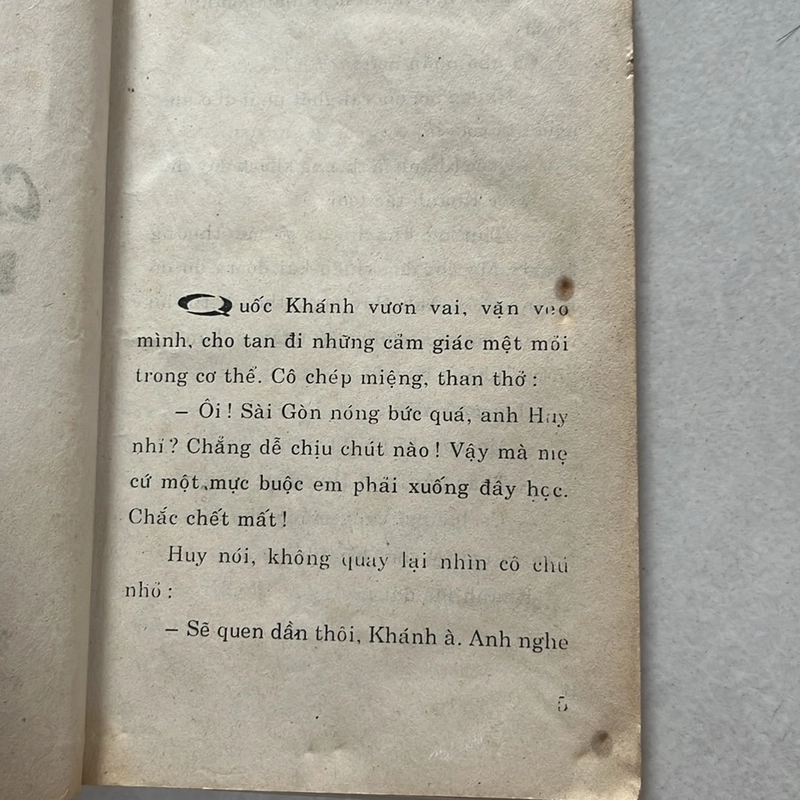 Quốc Khánh vươn vai, vặn vẹo
mình, cho tan đi những cảm giác mệt mỏi
trong cơ thể. Cô chép miệng, than thở :
– Ôi ! Sài Gòn nóng bức quá, anh Huy
nhỉ ? Chẳng dễ chịu chút nào ! Vậy mà mẹ
cứ một mực buộc em phải xuống đây học.
Chắc chết mất !
Huy nói, không quay lại nhìn cô chủ
nhỏ :
– Sẽ quen dần thôi, Khánh à. Anh nghe
5